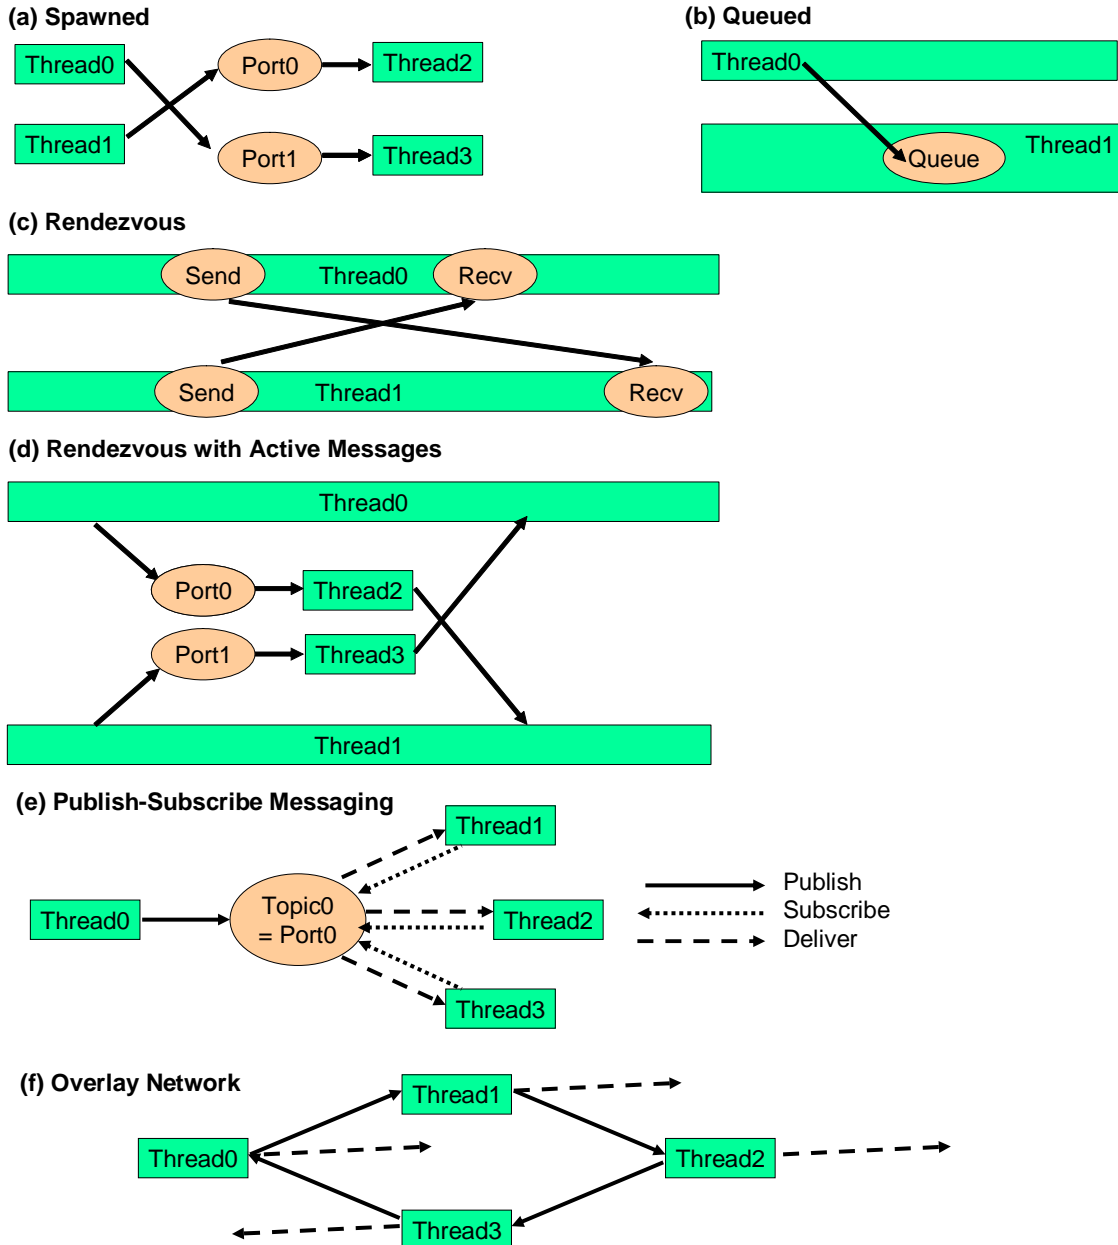 (a) Spawned
Thread0
Port0
Thread2
Thread1
Port1
Thread3
(b) Queued
Thread0
Queue
Thread1
(c) Rendezvous
Send
Thread0
Recv
Send
Thread1
Recv
(d) Rendezvous with Active Messages
Thread0
Port0
Thread2
Port1
Thread3
Thread1
(e) Publish-Subscribe Messaging
Thread1
Thread0
Topic0
= Port0
Thread2
Thread3
Publish
Subscribe
Deliver
(f) Overlay Network
Thread1
Thread0
Thread2
Thread3